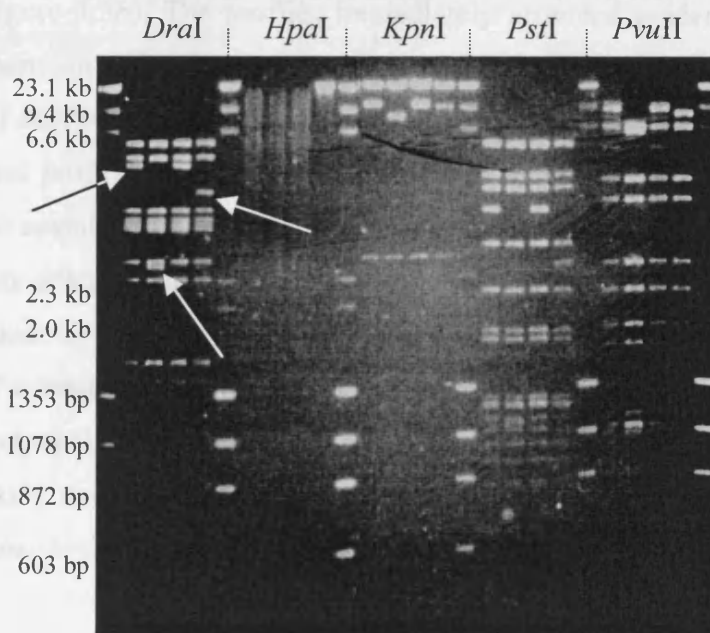 DraI HpaI KpnI PstI PvuII
23.1 kb
9.4 kb
6.6 kb
2.3 kb
2.0 kb
1353 bp
1078 bp
872 bp
603 bp